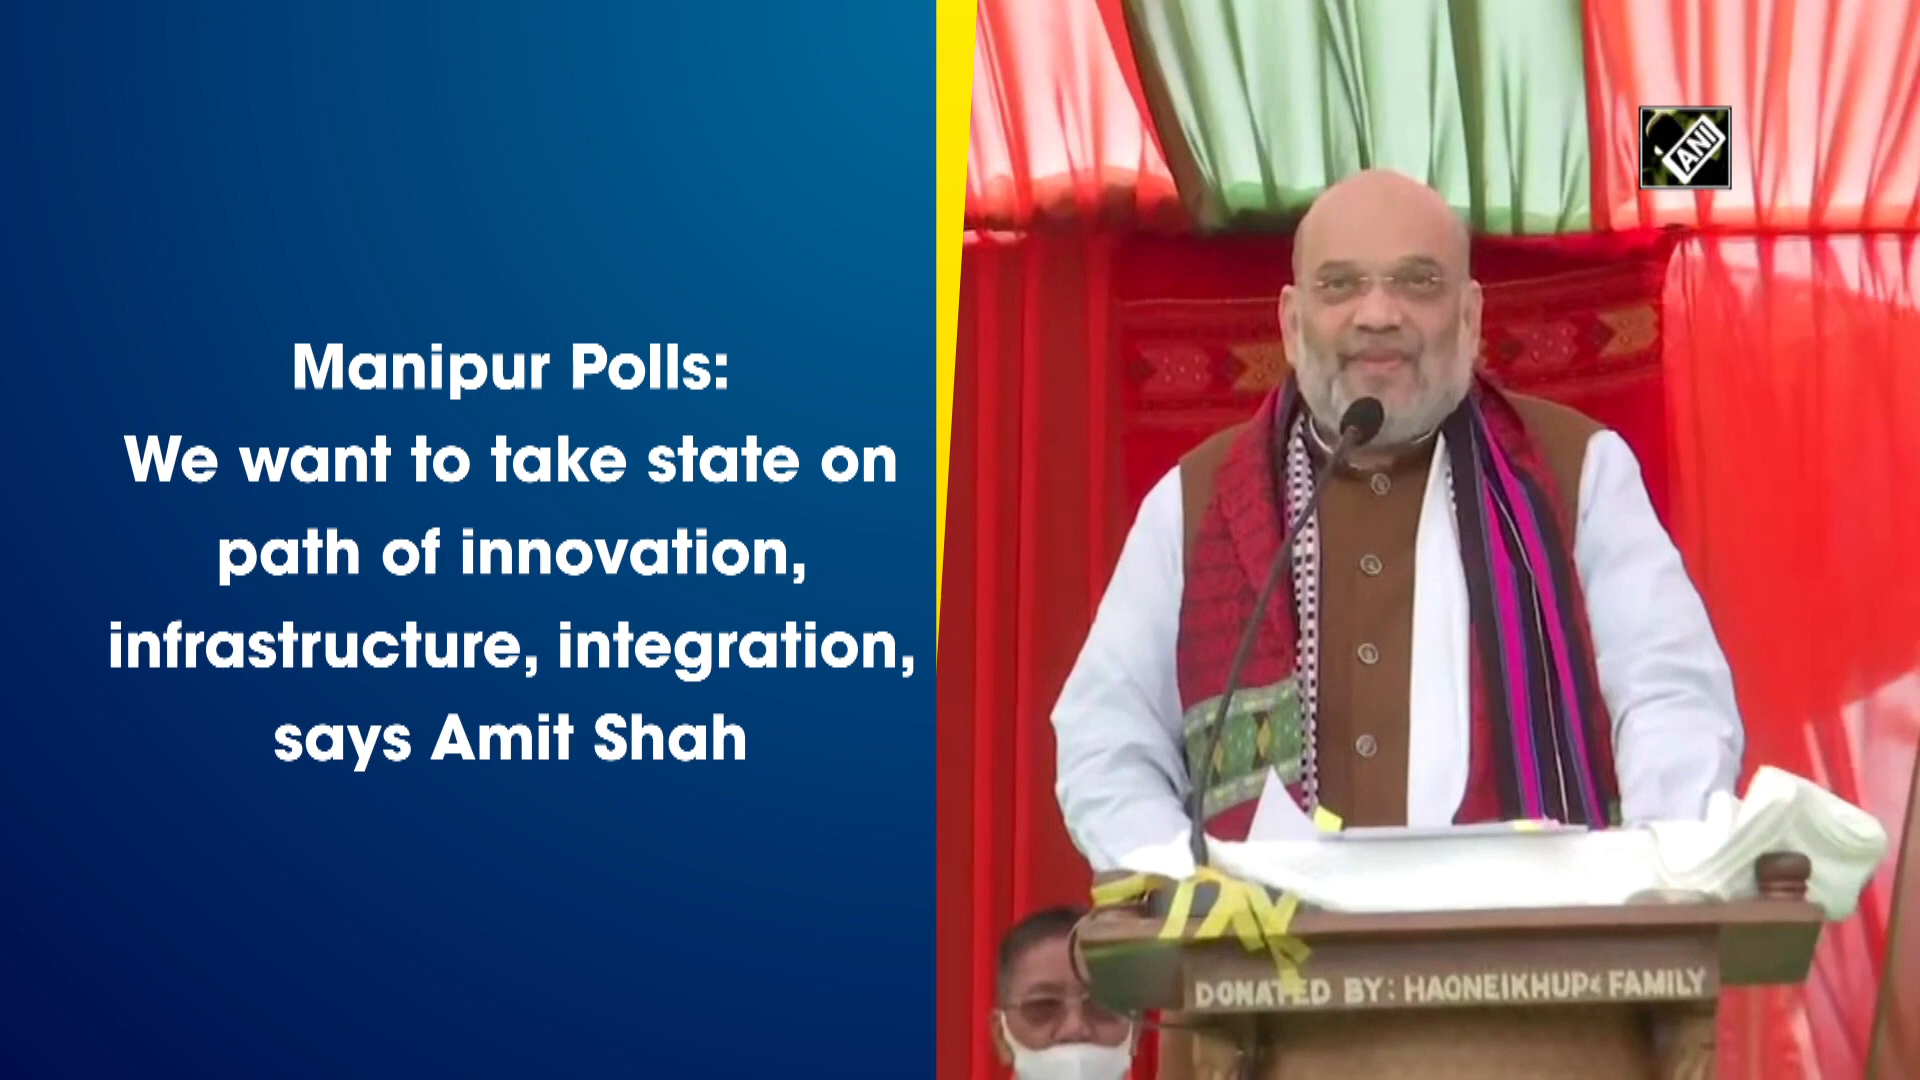 Manipur Polls:
We want to take state on
path of innovation,
infrastructure, integration,
says Amit Shah
ANI
DONATED BY: HAONEIKHUP & FAMILY